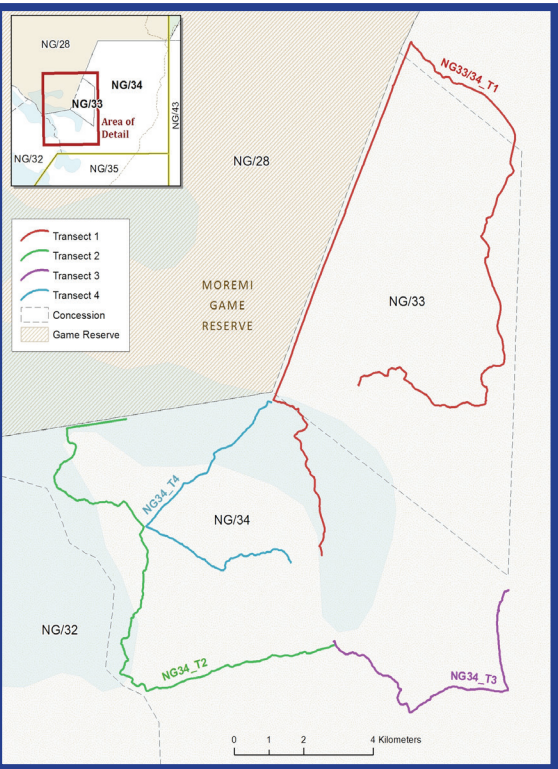 NG/28
NG/34
NG/33
NG/43
Area of
Detail
NG/32
NG/35
NG33/34_T1
NG/28
Transect 1
Transect 2
Transect 3
Transect 4
Concession
Game Reserve
MOREMI
GAME
RESERVE
NG/33
NG34_T4
NG/34
NG/32
NG34_T2
NG34_T3
0 1 2 4 Kilometers